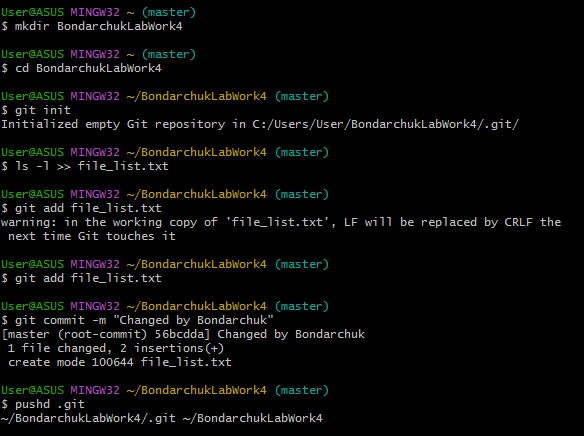 User@ASUS MINGW32 ~ (master)
$ mkdir BondarchukLabWork4
User@ASUS MINGW32 ~ (master)
$ cd BondarchukLabWork4
User@ASUS MINGW32 ~/BondarchukLabWork4 (master)
$ git init
Initialized empty Git repository in C:/Users/User/BondarchukLabWork4/.git/
User@ASUS MINGW32 ~/BondarchukLabWork4 (master)
$ ls -l >> file_list.txt
User@ASUS MINGW32 ~/BondarchukLabWork4 (master)
$ git add file_list.txt
warning: in the working copy of 'file_list.txt', LF will be replaced by CRLF the
 next time Git touches it
User@ASUS MINGW32 ~/BondarchukLabWork4 (master)
$ git add file_list.txt
User@ASUS MINGW32 ~/BondarchukLabWork4 (master)
$ git commit -m "Changed by Bondarchuk"
[master (root-commit) 56bcdda] Changed by Bondarchuk
 1 file changed, 2 insertions(+)
 create mode 100644 file_list.txt
User@ASUS MINGW32 ~/BondarchukLabWork4 (master)
$ pushd .git
~/BondarchukLabWork4/.git ~/BondarchukLabWork4